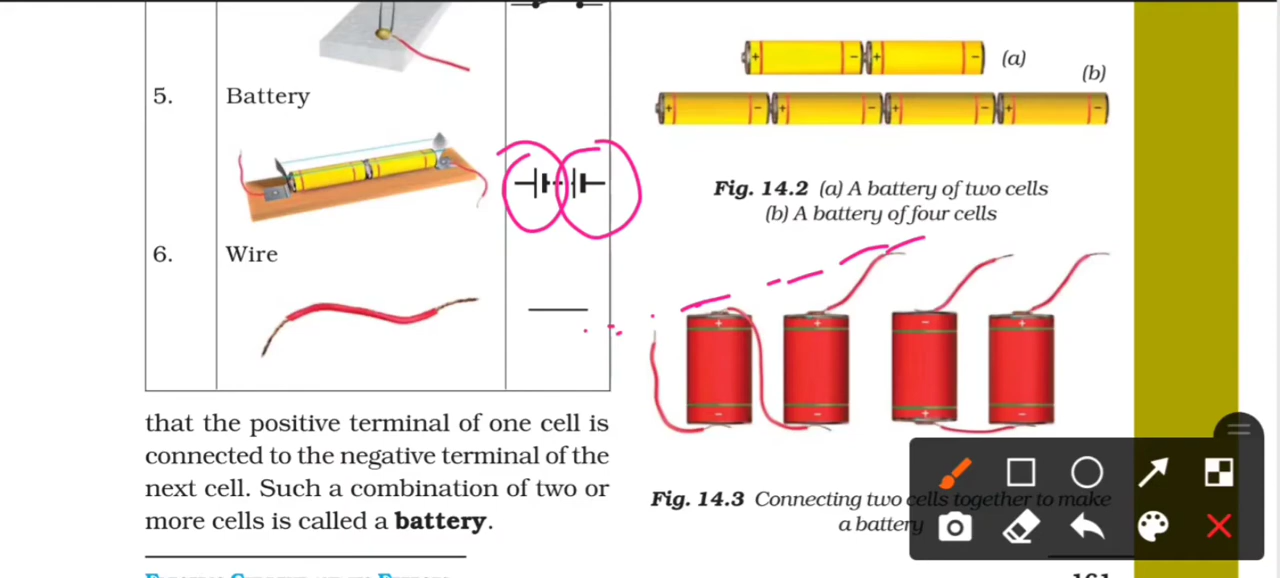 5. Battery
6. Wire
that the positive terminal of one cell is
connected to the negative terminal of the
next cell. Such a combination of two or
more cells is called a battery.
+ − + − (a)
(b)
+ − + − + − + −
Fig. 14.2 (a) A battery of two cells
(b) A battery of four cells
+ + − +
− − + −
Fig. 14.3 Connecting two cells together to make
a battery
161